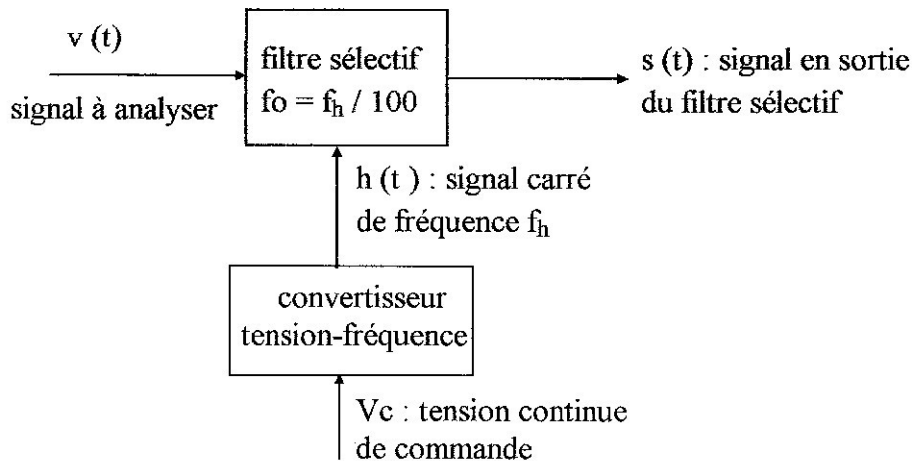 v (t)
signal à analyser
filtre sélectif
fo = fh / 100
s (t) : signal en sortie
du filtre sélectif
h (t ) : signal carré
de fréquence fh
convertisseur
tension-fréquence
Vc : tension continue
de commande